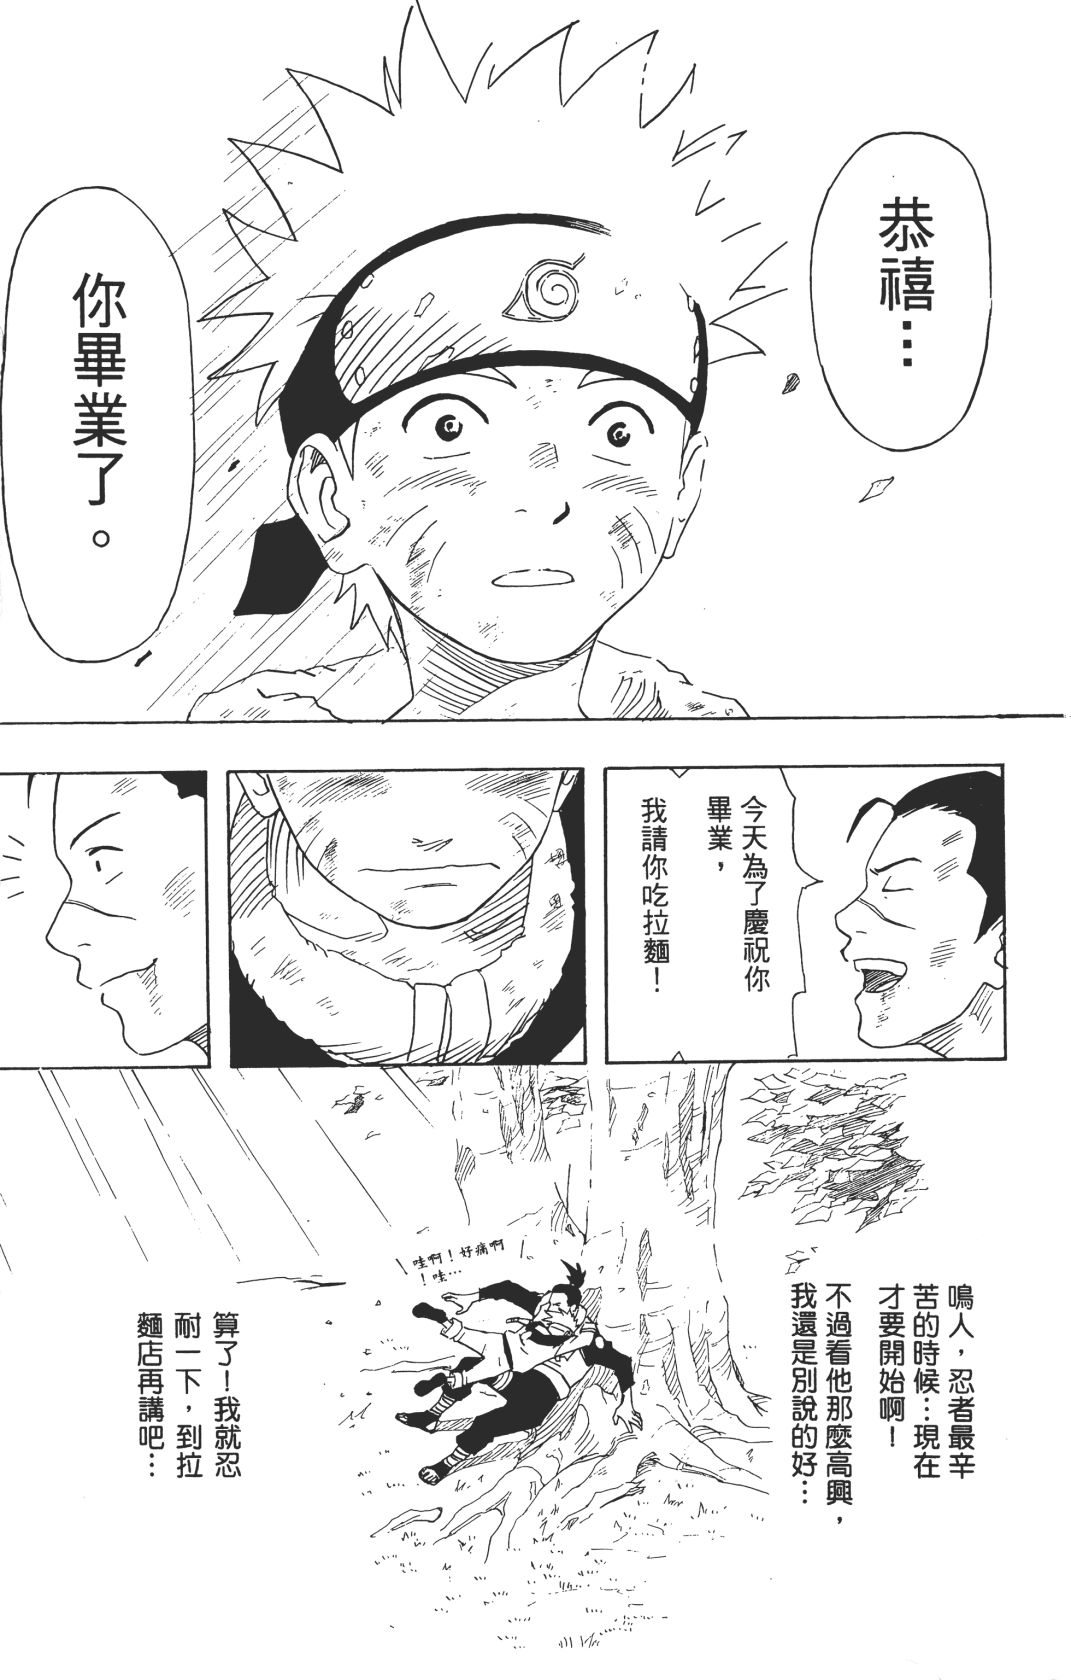 恭禧…
你畢業了。
今天為了慶祝你
畢業，
我請你吃拉麵！
鳴人，忍者最辛
苦的時候…現在
才要開始啊！
不過看他那麼高興，
我還是別說的好…
哇啊！好痛啊
！哇…
算了！我就忍
耐一下，到拉
麵店再講吧…